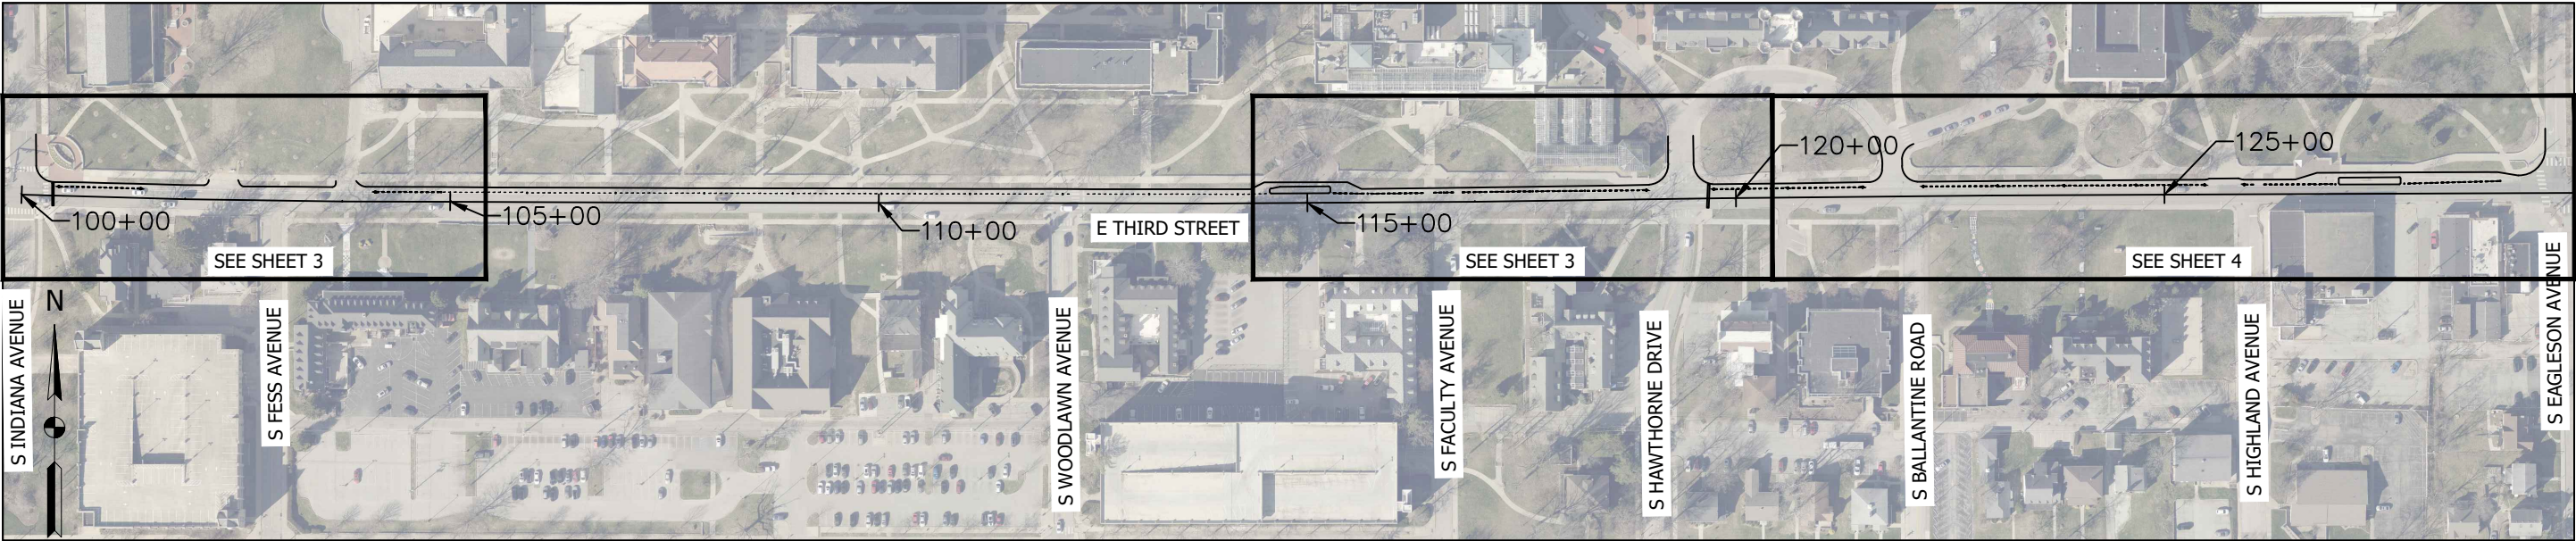 120+00
125+00
100+00
105+00
110+00
E THIRD STREET
115+00
SEE SHEET 3
SEE SHEET 3
SEE SHEET 4
N
S INDIANA AVENUE
S FESS AVENUE
S WOODLAWN AVENUE
S FACULTY AVENUE
S HAWTHORNE DRIVE
S BALLANTINE ROAD
S HIGHLAND AVENUE
S EAGLESON AVENUE